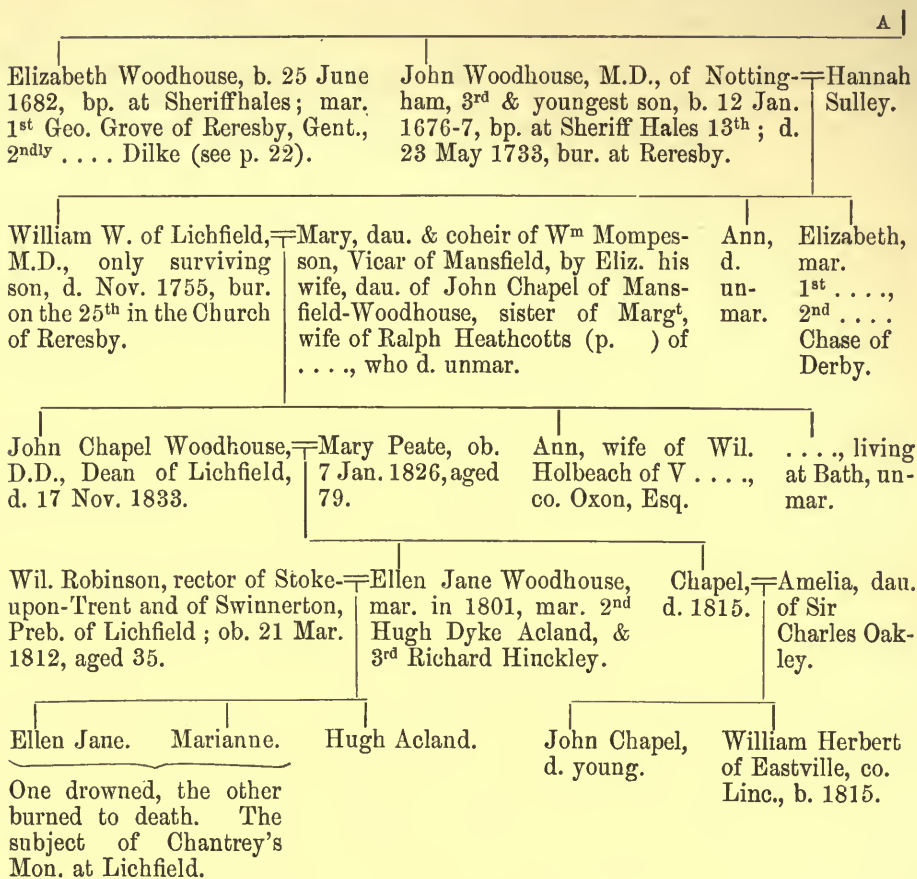 A
Elizabeth Woodhouse, b. 25 June
1682, bp. at Sheriffhales; mar.
1st Geo. Grove of Reresby, Gent.,
2ndly . . . . Dilke (see p. 22).
John Woodhouse, M.D., of Notting-
ham, 3rd & youngest son, b. 12 Jan.
1676-7, bp. at Sheriff Hales 13th ; d.
23 May 1733, bur. at Reresby.
Hannah
Sulley.
William W. of Lichfield,
M.D., only surviving
son, d. Nov. 1755, bur.
on the 25th in the Church
of Reresby.
Mary, dau. & coheir of Wm Mompes-
son, Vicar of Mansfield, by Eliz. his
wife, dau. of John Chapel of Mans-
field-Woodhouse, sister of Margt,
wife of Ralph Heathcotts (p. ) of
. . . ., who d. unmar.
Ann,
d.
un-
mar.
Elizabeth,
mar.
1st . . . .,
2nd . . . .
Chase of
Derby.
John Chapel Woodhouse,
D.D., Dean of Lichfield,
d. 17 Nov. 1833.
Mary Peate, ob.
7 Jan. 1826, aged
79.
Ann, wife of Wil.
Holbeach of V . . . .,
co. Oxon, Esq.
. . . ., living
at Bath, un-
mar.
Wil. Robinson, rector of Stoke-
upon-Trent and of Swinnerton,
Preb. of Lichfield ; ob. 21 Mar.
1812, aged 35.
Ellen Jane Woodhouse,
mar. in 1801, mar. 2nd
Hugh Dyke Acland, &
3rd Richard Hinckley.
Chapel,
d. 1815.
Amelia, dau.
of Sir
Charles Oak-
ley.
Ellen Jane. Marianne.
One drowned, the other
burned to death. The
subject of Chantrey's
Mon. at Lichfield.
Hugh Acland.
John Chapel,
d. young.
William Herbert
of Eastville, co.
Linc., b. 1815.